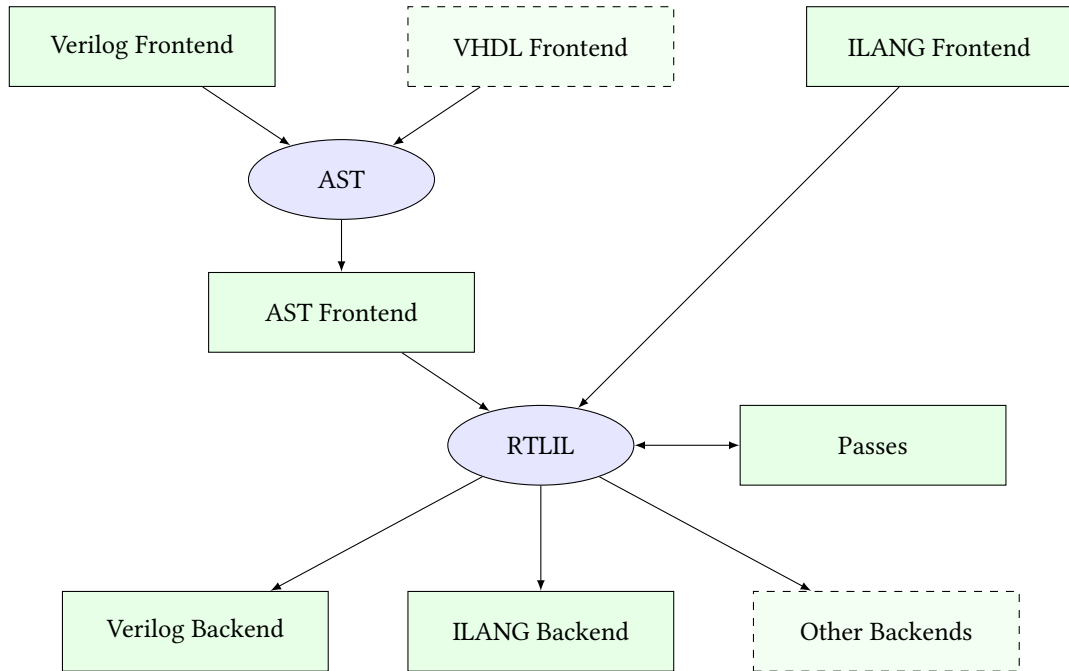 Verilog Frontend
VHDL Frontend
ILANG Frontend
AST
AST Frontend
RTLIL
Passes
Verilog Backend
ILANG Backend
Other Backends